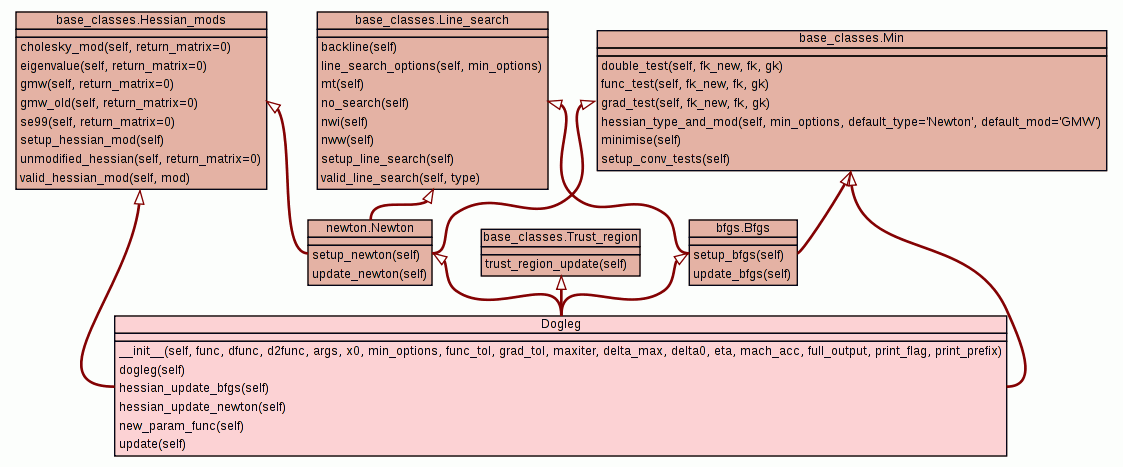 base_classes.Hessian_mods
cholesky_mod(self, return_matrix=0)
eigenvalue(self, return_matrix=0)
gmw(self, return_matrix=0)
gmw_old(self, return_matrix=0)
se99(self, return_matrix=0)
setup_hessian_mod(self)
unmodified_hessian(self, return_matrix=0)
valid_hessian_mod(self, mod)
base_classes.Line_search
backline(self)
line_search_options(self, min_options)
mt(self)
no_search(self)
nwi(self)
nww(self)
setup_line_search(self)
valid_line_search(self, type)
base_classes.Min
double_test(self, fk_new, fk, gk)
func_test(self, fk_new, fk, gk)
grad_test(self, fk_new, fk, gk)
hessian_type_and_mod(self, min_options, default_type='Newton', default_mod='GMW')
minimise(self)
setup_conv_tests(self)
newton.Newton
setup_newton(self)
update_newton(self)
base_classes.Trust_region
trust_region_update(self)
bfgs.Bfgs
setup_bfgs(self)
update_bfgs(self)
Dogleg
__init__(self, func, dfunc, d2func, args, x0, min_options, func_tol, grad_tol, maxiter, delta_max, delta0, eta, mach_acc, full_output, print_flag, print_prefix)
dogleg(self)
hessian_update_bfgs(self)
hessian_update_newton(self)
new_param_func(self)
update(self)